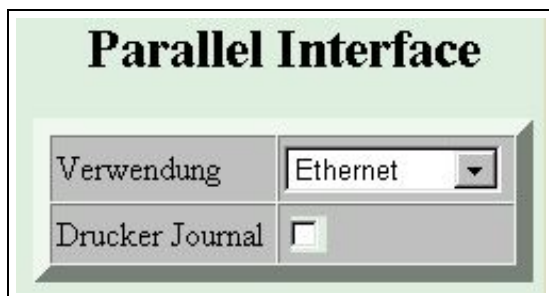 Parallel Interface
Verwendung Ethernet
Drucker Journal